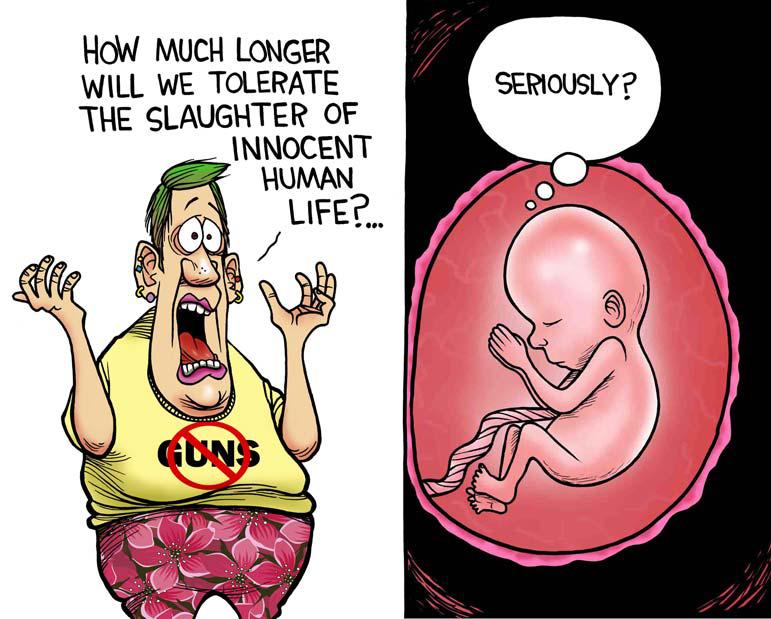 HOW MUCH LONGER
WILL WE TOLERATE
THE SLAUGHTER OF
INNOCENT
HUMAN
LIFE?...
GUNS
SERIOUSLY?